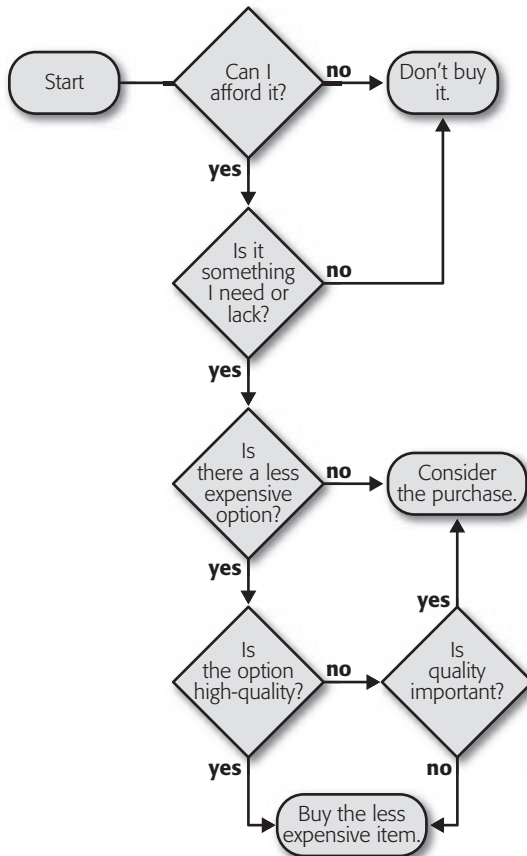 Start
Can I
afford it?
no
Don't buy
it.
yes
Is it
something
I need or
lack?
no
yes
Is
there a less
expensive
option?
no
Consider
the purchase.
yes
yes
Is
the option
high-quality?
no
Is
quality
important?
yes
no
Buy the less
expensive item.